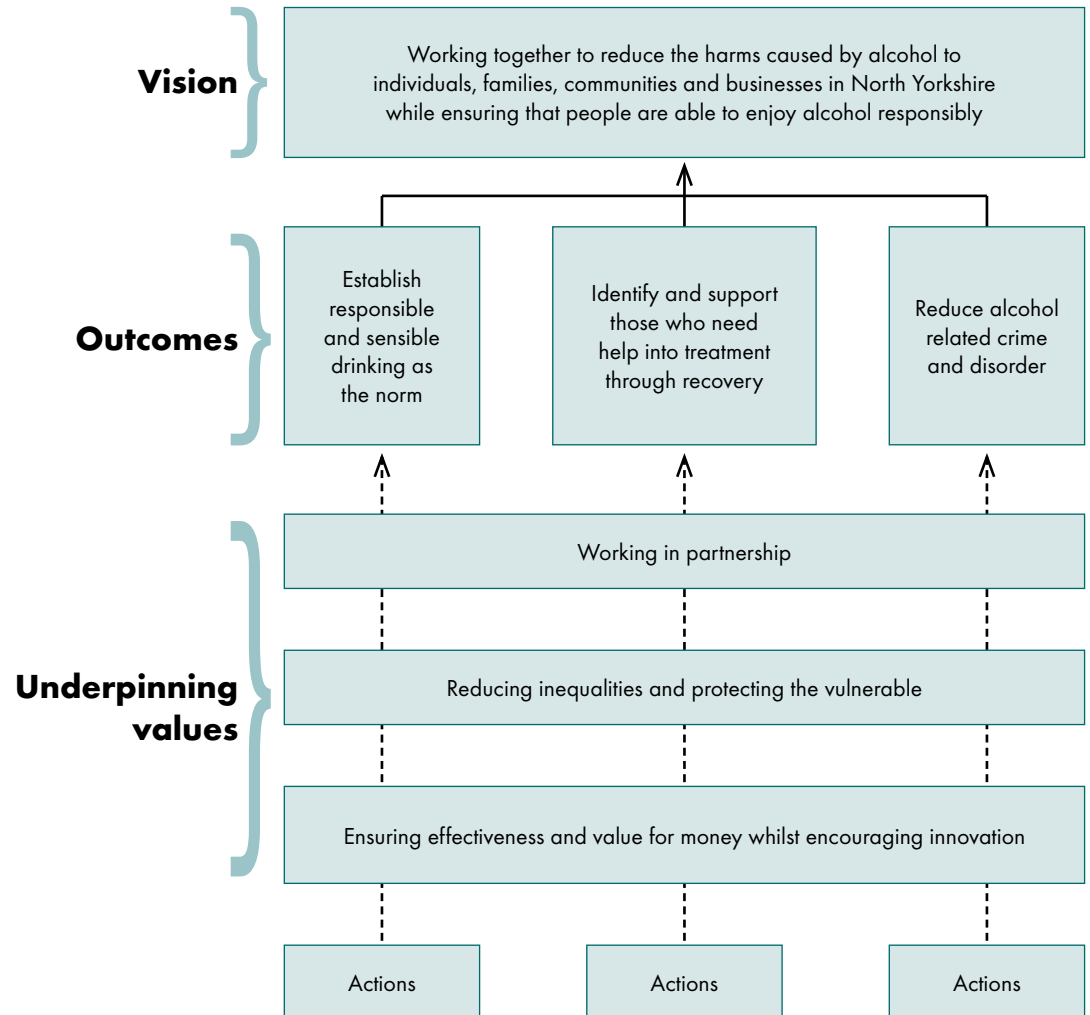 Vision
Working together to reduce the harms caused by alcohol to
individuals, families, communities and businesses in North Yorkshire
while ensuring that people are able to enjoy alcohol responsibly
Outcomes
Establish
responsible
and sensible
drinking as
the norm
Identify and support
those who need
help into treatment
through recovery
Reduce alcohol
related crime
and disorder
Underpinning
values
Working in partnership
Reducing inequalities and protecting the vulnerable
Ensuring effectiveness and value for money whilst encouraging innovation
Actions
Actions
Actions